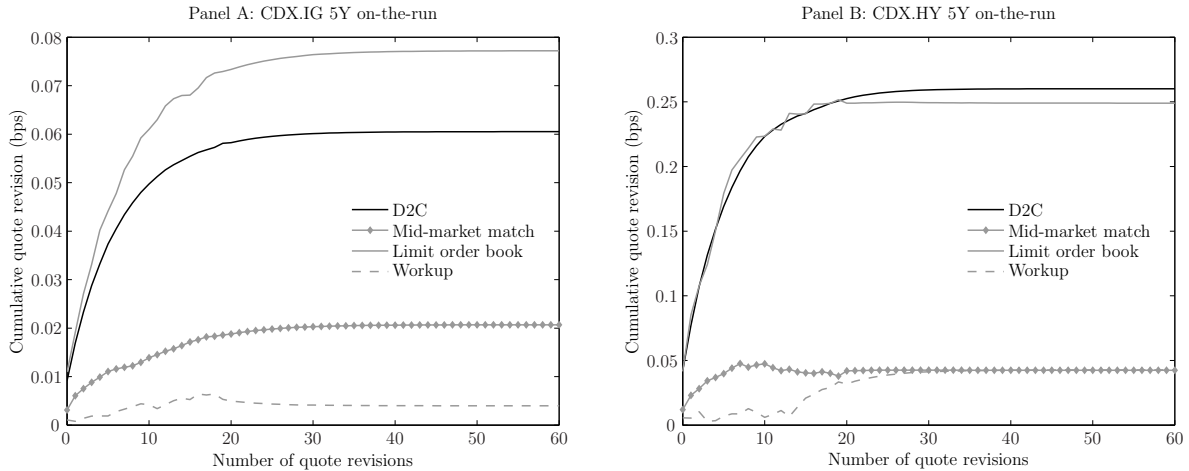 Panel A: CDX.IG 5Y on-the-run
0.08
0.07
0.06
0.05
0.04
0.03
0.02
0.01
0
Cumulative quote revision (bps)
D2C
Mid-market match
Limit order book
Workup
0 10 20 30 40 50 60
Number of quote revisions
Panel B: CDX.HY 5Y on-the-run
0.3
0.25
0.2
0.15
0.1
0.05
0
Cumulative quote revision (bps)
D2C
Mid-market match
Limit order book
Workup
0 10 20 30 40 50 60
Number of quote revisions